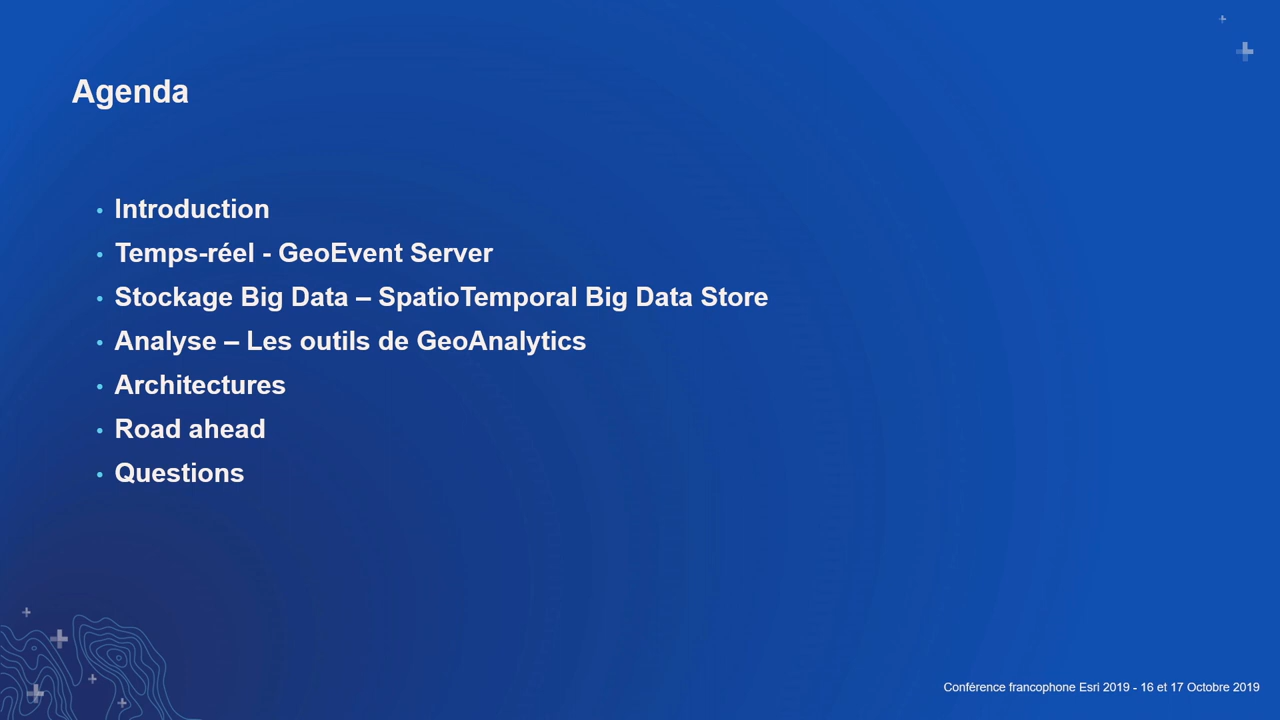 Agenda
• Introduction
• Temps-réel - GeoEvent Server
• Stockage Big Data – SpatioTemporal Big Data Store
• Analyse – Les outils de GeoAnalytics
• Architectures
• Road ahead
• Questions
Conférence francophone Esri 2019 - 16 et 17 Octobre 2019